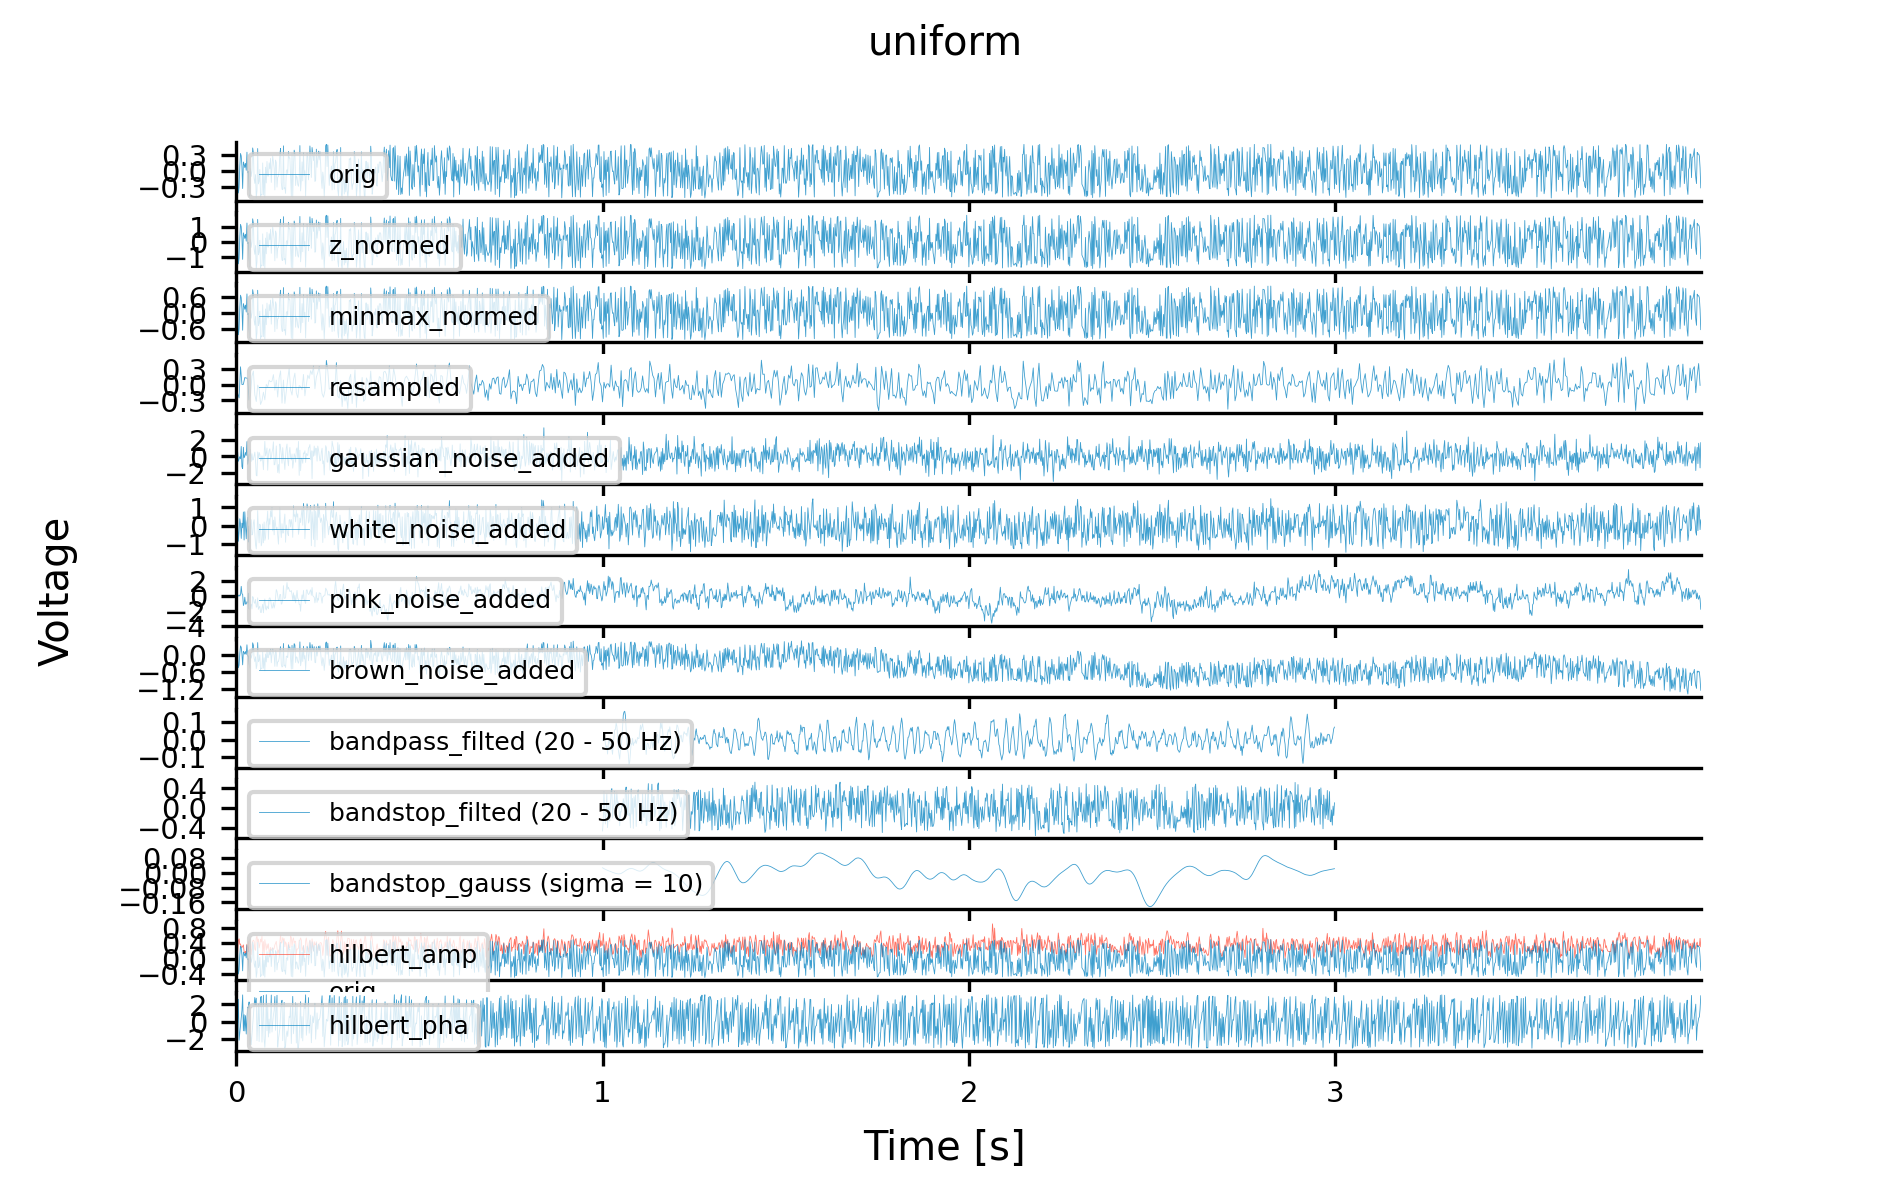 uniform
Voltage
0.3
0.0
−0.3
orig
1
0
−1
z_normed
0.6
0.0
−0.6
minmax_normed
0.3
0.0
−0.3
resampled
2
0
−2
gaussian_noise_added
1
0
−1
white_noise_added
2
0
−2
−4
pink_noise_added
0.0
−0.6
−1.2
brown_noise_added
0.1
0.0
−0.1
bandpass_filted (20 - 50 Hz)
0.4
0.0
−0.4
bandstop_filted (20 - 50 Hz)
0.08
0.00
−0.08
−0.16
bandstop_gauss (sigma = 10)
0.8
0.4
0.0
−0.4
hilbert_amp
orig
2
0
−2
hilbert_pha
0 1 2 3
Time [s]